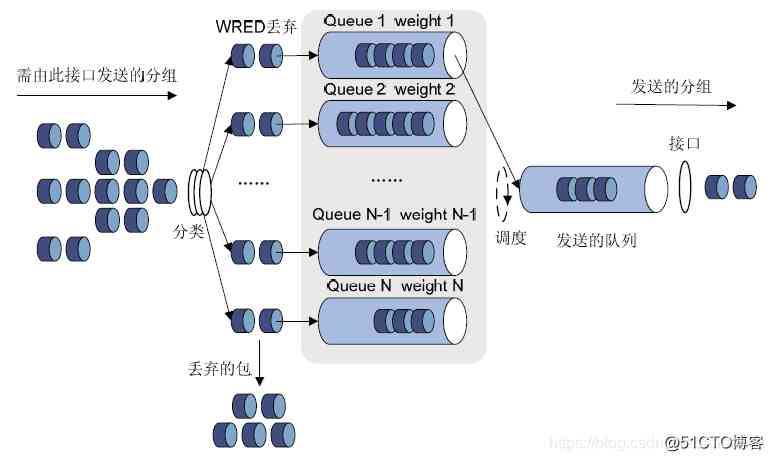 WRED丢弃
Queue 1 weight 1
需由此接口发送的分组
发送的分组
Queue 2 weight 2
接口
……
……
分类
Queue N-1 weight N-1
调度
发送的队列
Queue N weight N
丢弃的包
https://blog.csdn
@51CTO博客